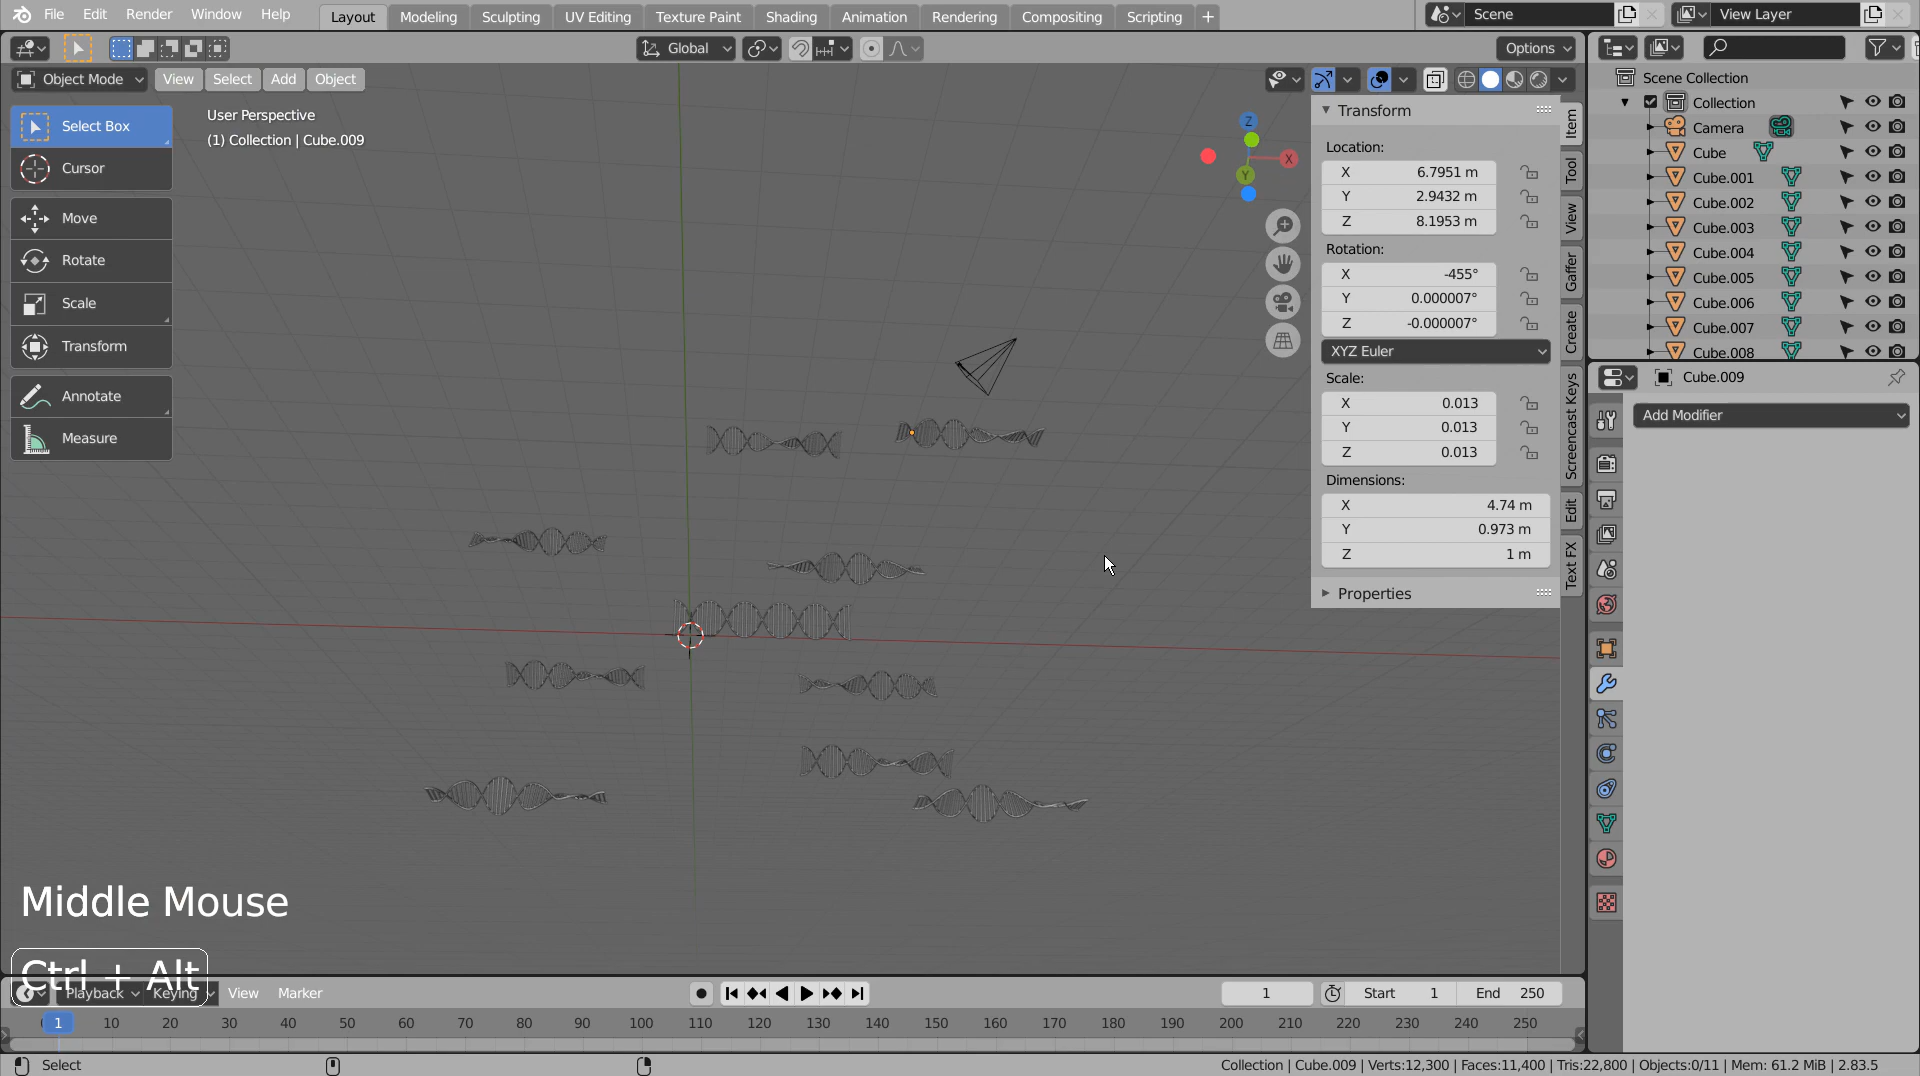 File Edit Render Window Help Layout Modeling Sculpting UV Editing Texture Paint Shading Animation Rendering Compositing Scripting + Scene View Layer
Global Options
Object Mode View Select Add Object
Select Box
Cursor
Move
Rotate
Scale
Transform
Annotate
Measure
User Perspective
(1) Collection | Cube.009
Z
X
Y
Transform
Location:
X 6.7951 m
Y 2.9432 m
Z 8.1953 m
Rotation:
X -455°
Y 0.000007°
Z -0.000007°
XYZ Euler
Scale:
X 0.013
Y 0.013
Z 0.013
Dimensions:
X 4.74 m
Y 0.973 m
Z 1 m
Properties
Item
Tool
View
Gaffer
Create
Screencast Keys
Edit
Text FX
Scene Collection
Collection
Camera
Cube
Cube.001
Cube.002
Cube.003
Cube.004
Cube.005
Cube.006
Cube.007
Cube.008
Cube.009
Add Modifier
Middle Mouse
Ctrl + Alt
Playback Keying View Marker 1 Start 1 End 250
1 10 20 30 40 50 60 70 80 90 100 110 120 130 140 150 160 170 180 190 200 210 220 230 240 250
Select
Collection | Cube.009 | Verts:12,300 | Faces:11,400 | Tris:22,800 | Objects:0/11 | Mem: 61.2 MiB | 2.83.5